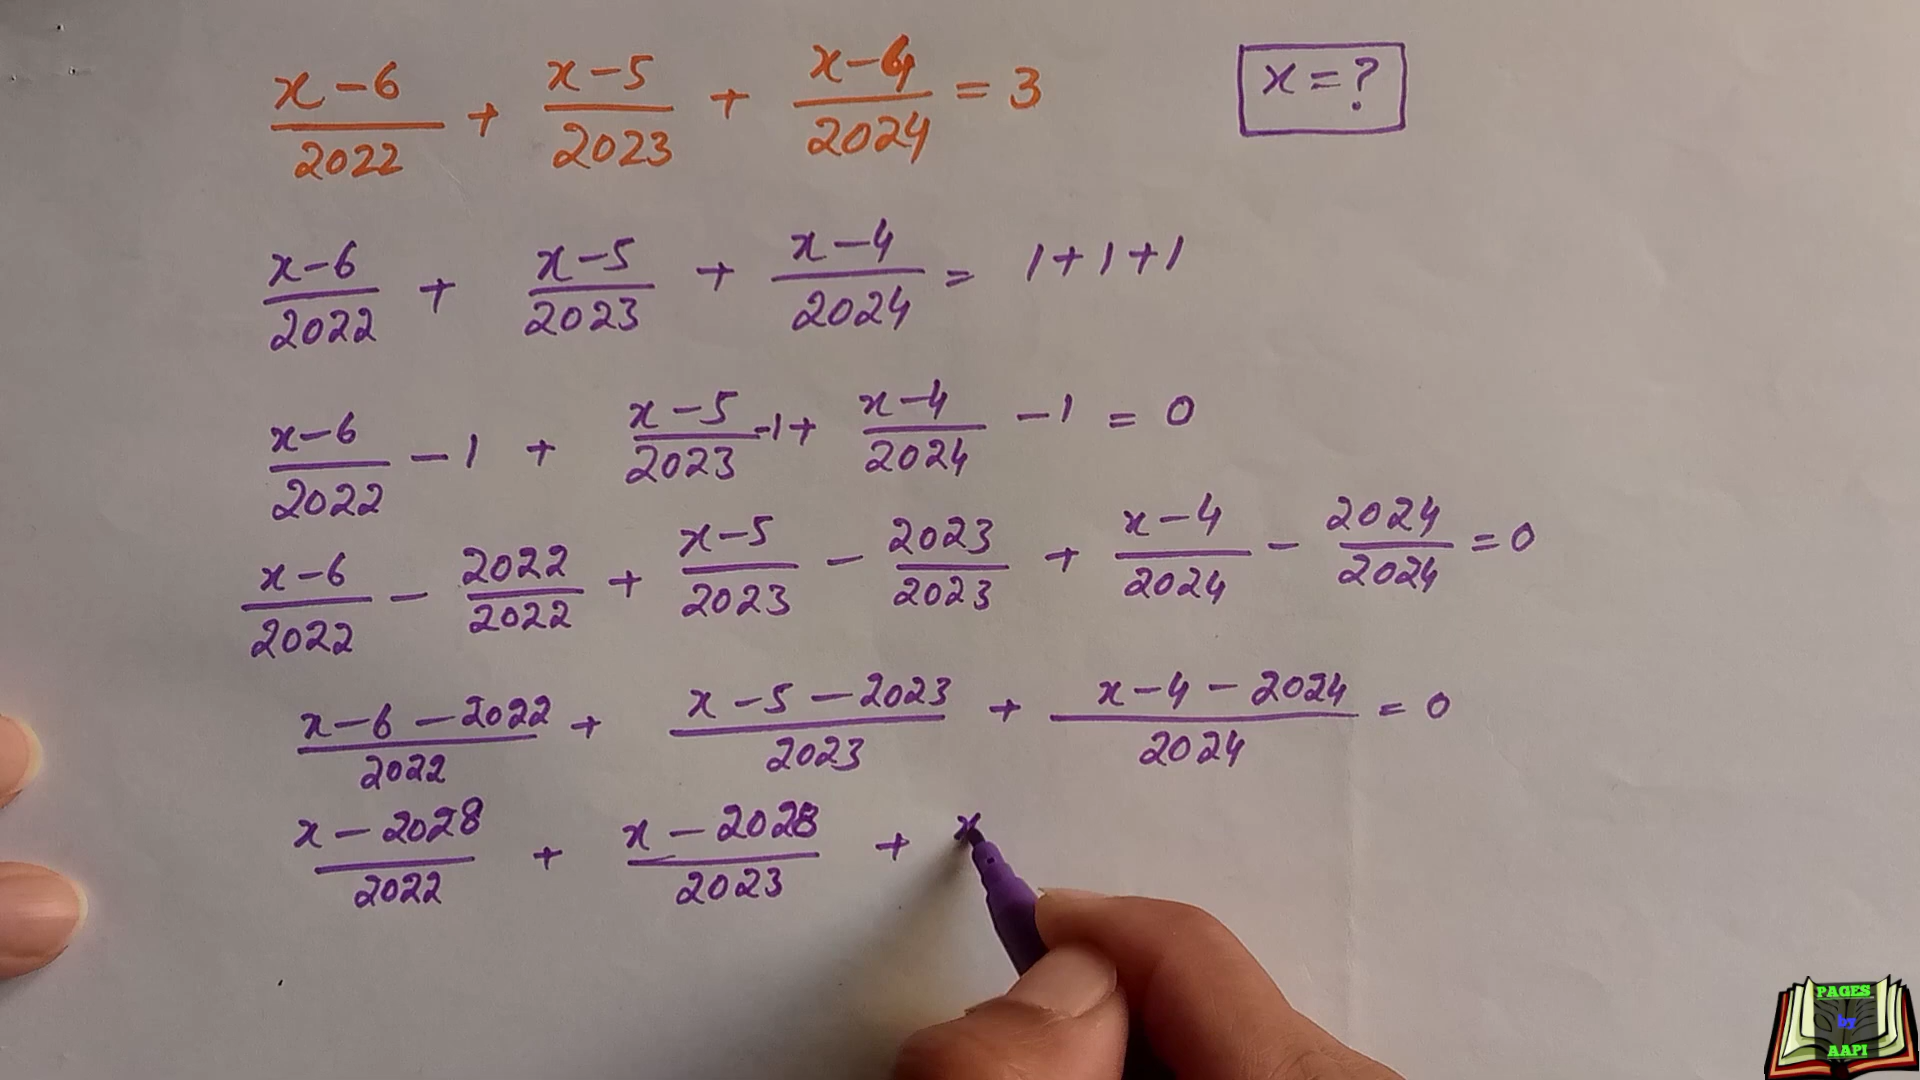 x-6/2022 + x-5/2023 + x-4/2024 = 3
x = ?
x-6/2022 + x-5/2023 + x-4/2024 = 1+1+1
x-6/2022 - 1 + x-5/2023 -1+ x-4/2024 - 1 = 0
x-6/2022 - 2022/2022 + x-5/2023 - 2023/2023 + x-4/2024 - 2024/2024 = 0
x-6-2022/2022 + x-5-2023/2023 + x-4-2024/2024 = 0
x-2028/2022 + x-2028/2023 + x
PAGES
by
AAPI